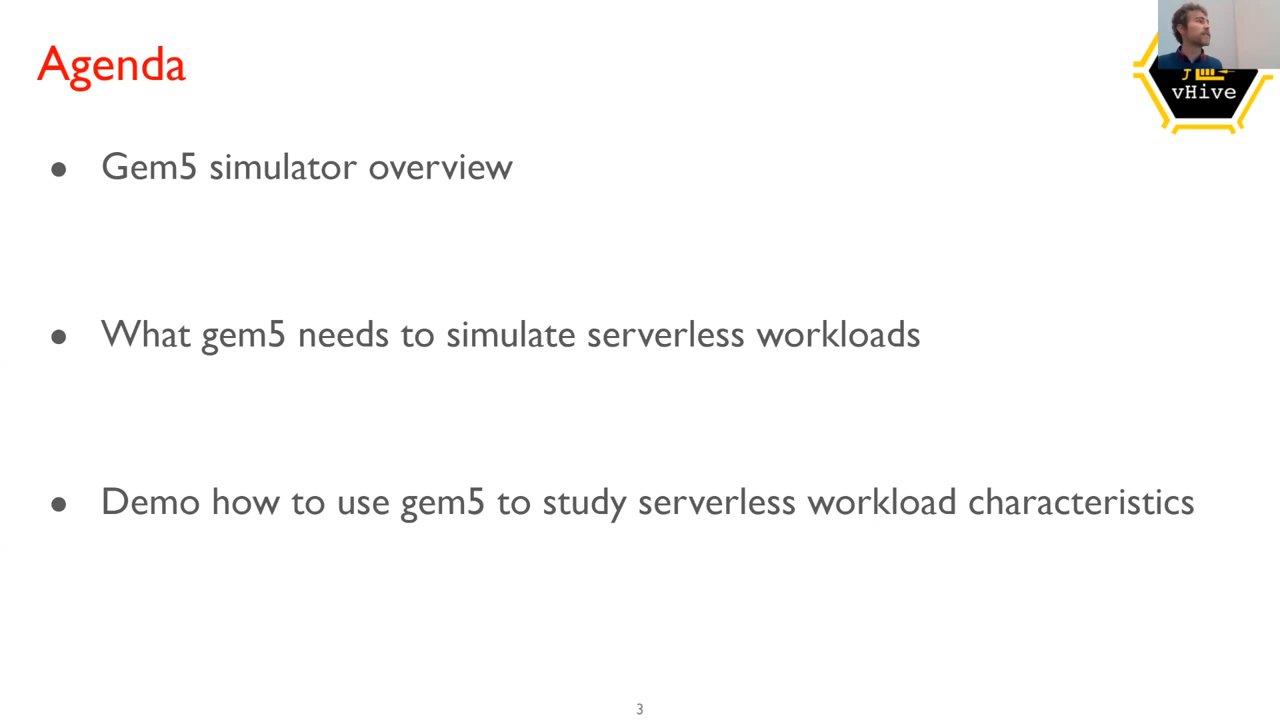 Agenda
vHive
● Gem5 simulator overview
● What gem5 needs to simulate serverless workloads
● Demo how to use gem5 to study serverless workload characteristics
3